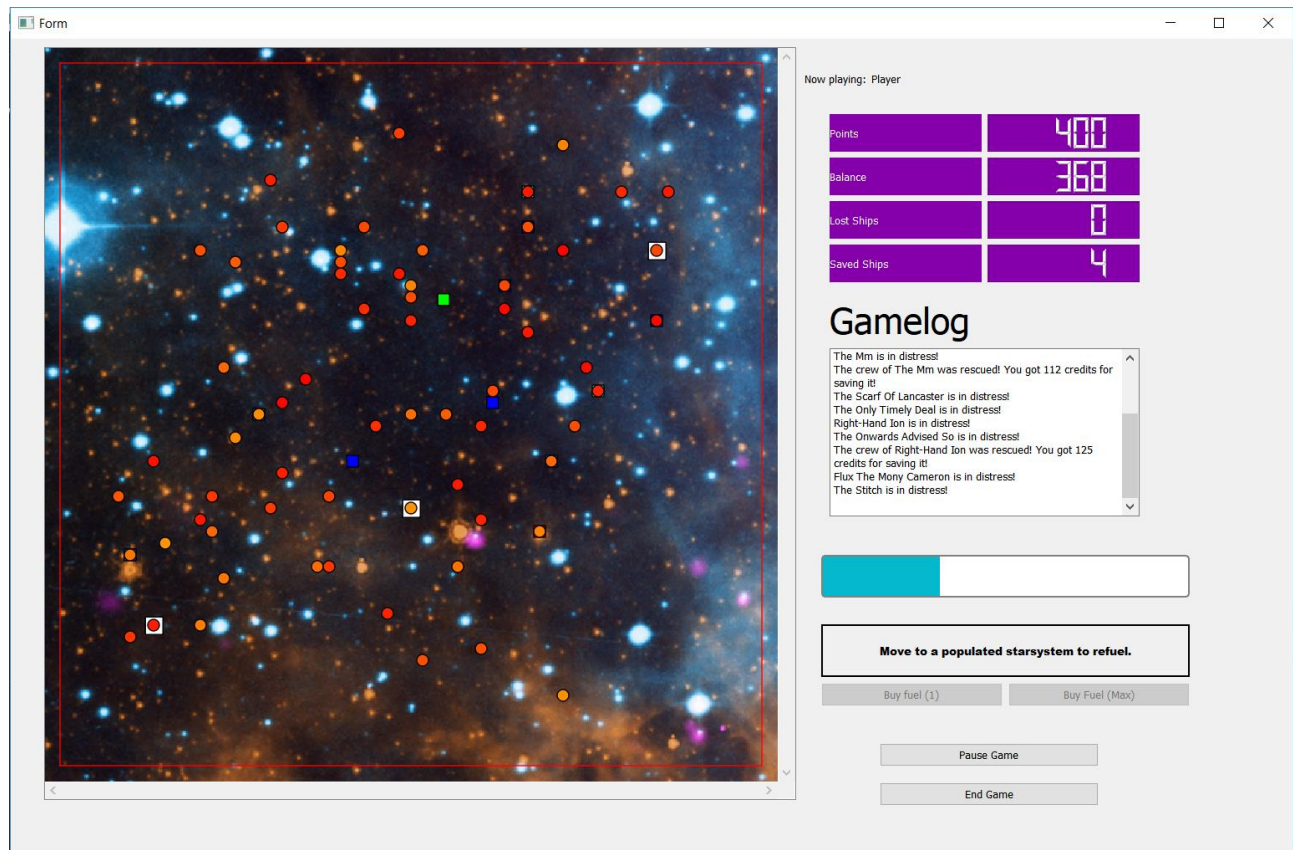 Form
Now playing: Player
Points 400
Balance 368
Lost Ships 0
Saved Ships 4
Gamelog
The Mm is in distress!
The crew of The Mm was rescued! You got 112 credits for
saving it!
The Scarf Of Lancaster is in distress!
The Only Timely Deal is in distress!
Right-Hand Ion is in distress!
The Onwards Advised So is in distress!
The crew of Right-Hand Ion was rescued! You got 125
credits for saving it!
Flux The Mony Cameron is in distress!
The Stitch is in distress!
Move to a populated starsystem to refuel.
Buy fuel (1) Buy Fuel (Max)
Pause Game
End Game